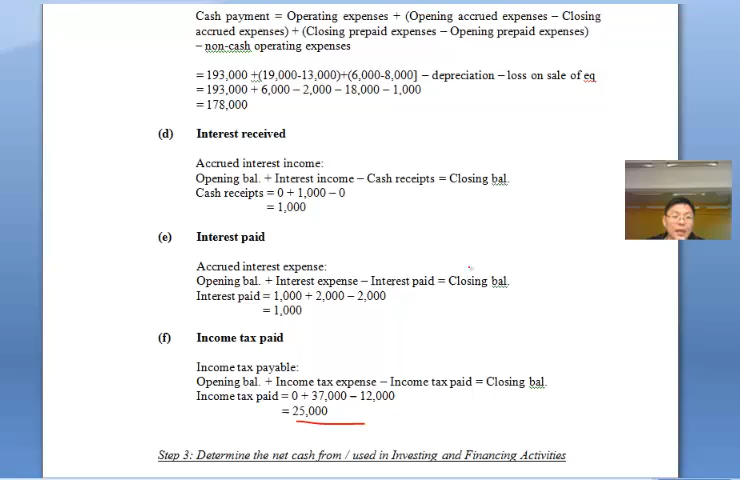 Cash payment = Operating expenses + (Opening accrued expenses – Closing
accrued expenses) + (Closing prepaid expenses – Opening prepaid expenses)
– non-cash operating expenses
= 193,000 +(19,000-13,000)+(6,000-8,000] – depreciation – loss on sale of eq
= 193,000 + 6,000 – 2,000 – 18,000 – 1,000
= 178,000
(d) Interest received
Accrued interest income:
Opening bal. + Interest income – Cash receipts = Closing bal.
Cash receipts = 0 + 1,000 – 0
= 1,000
(e) Interest paid
Accrued interest expense:
Opening bal. + Interest expense – Interest paid = Closing bal.
Interest paid = 1,000 + 2,000 – 2,000
= 1,000
(f) Income tax paid
Income tax payable:
Opening bal. + Income tax expense – Income tax paid = Closing bal.
Income tax paid = 0 + 37,000 – 12,000
= 25,000
Step 3: Determine the net cash from / used in Investing and Financing Activities